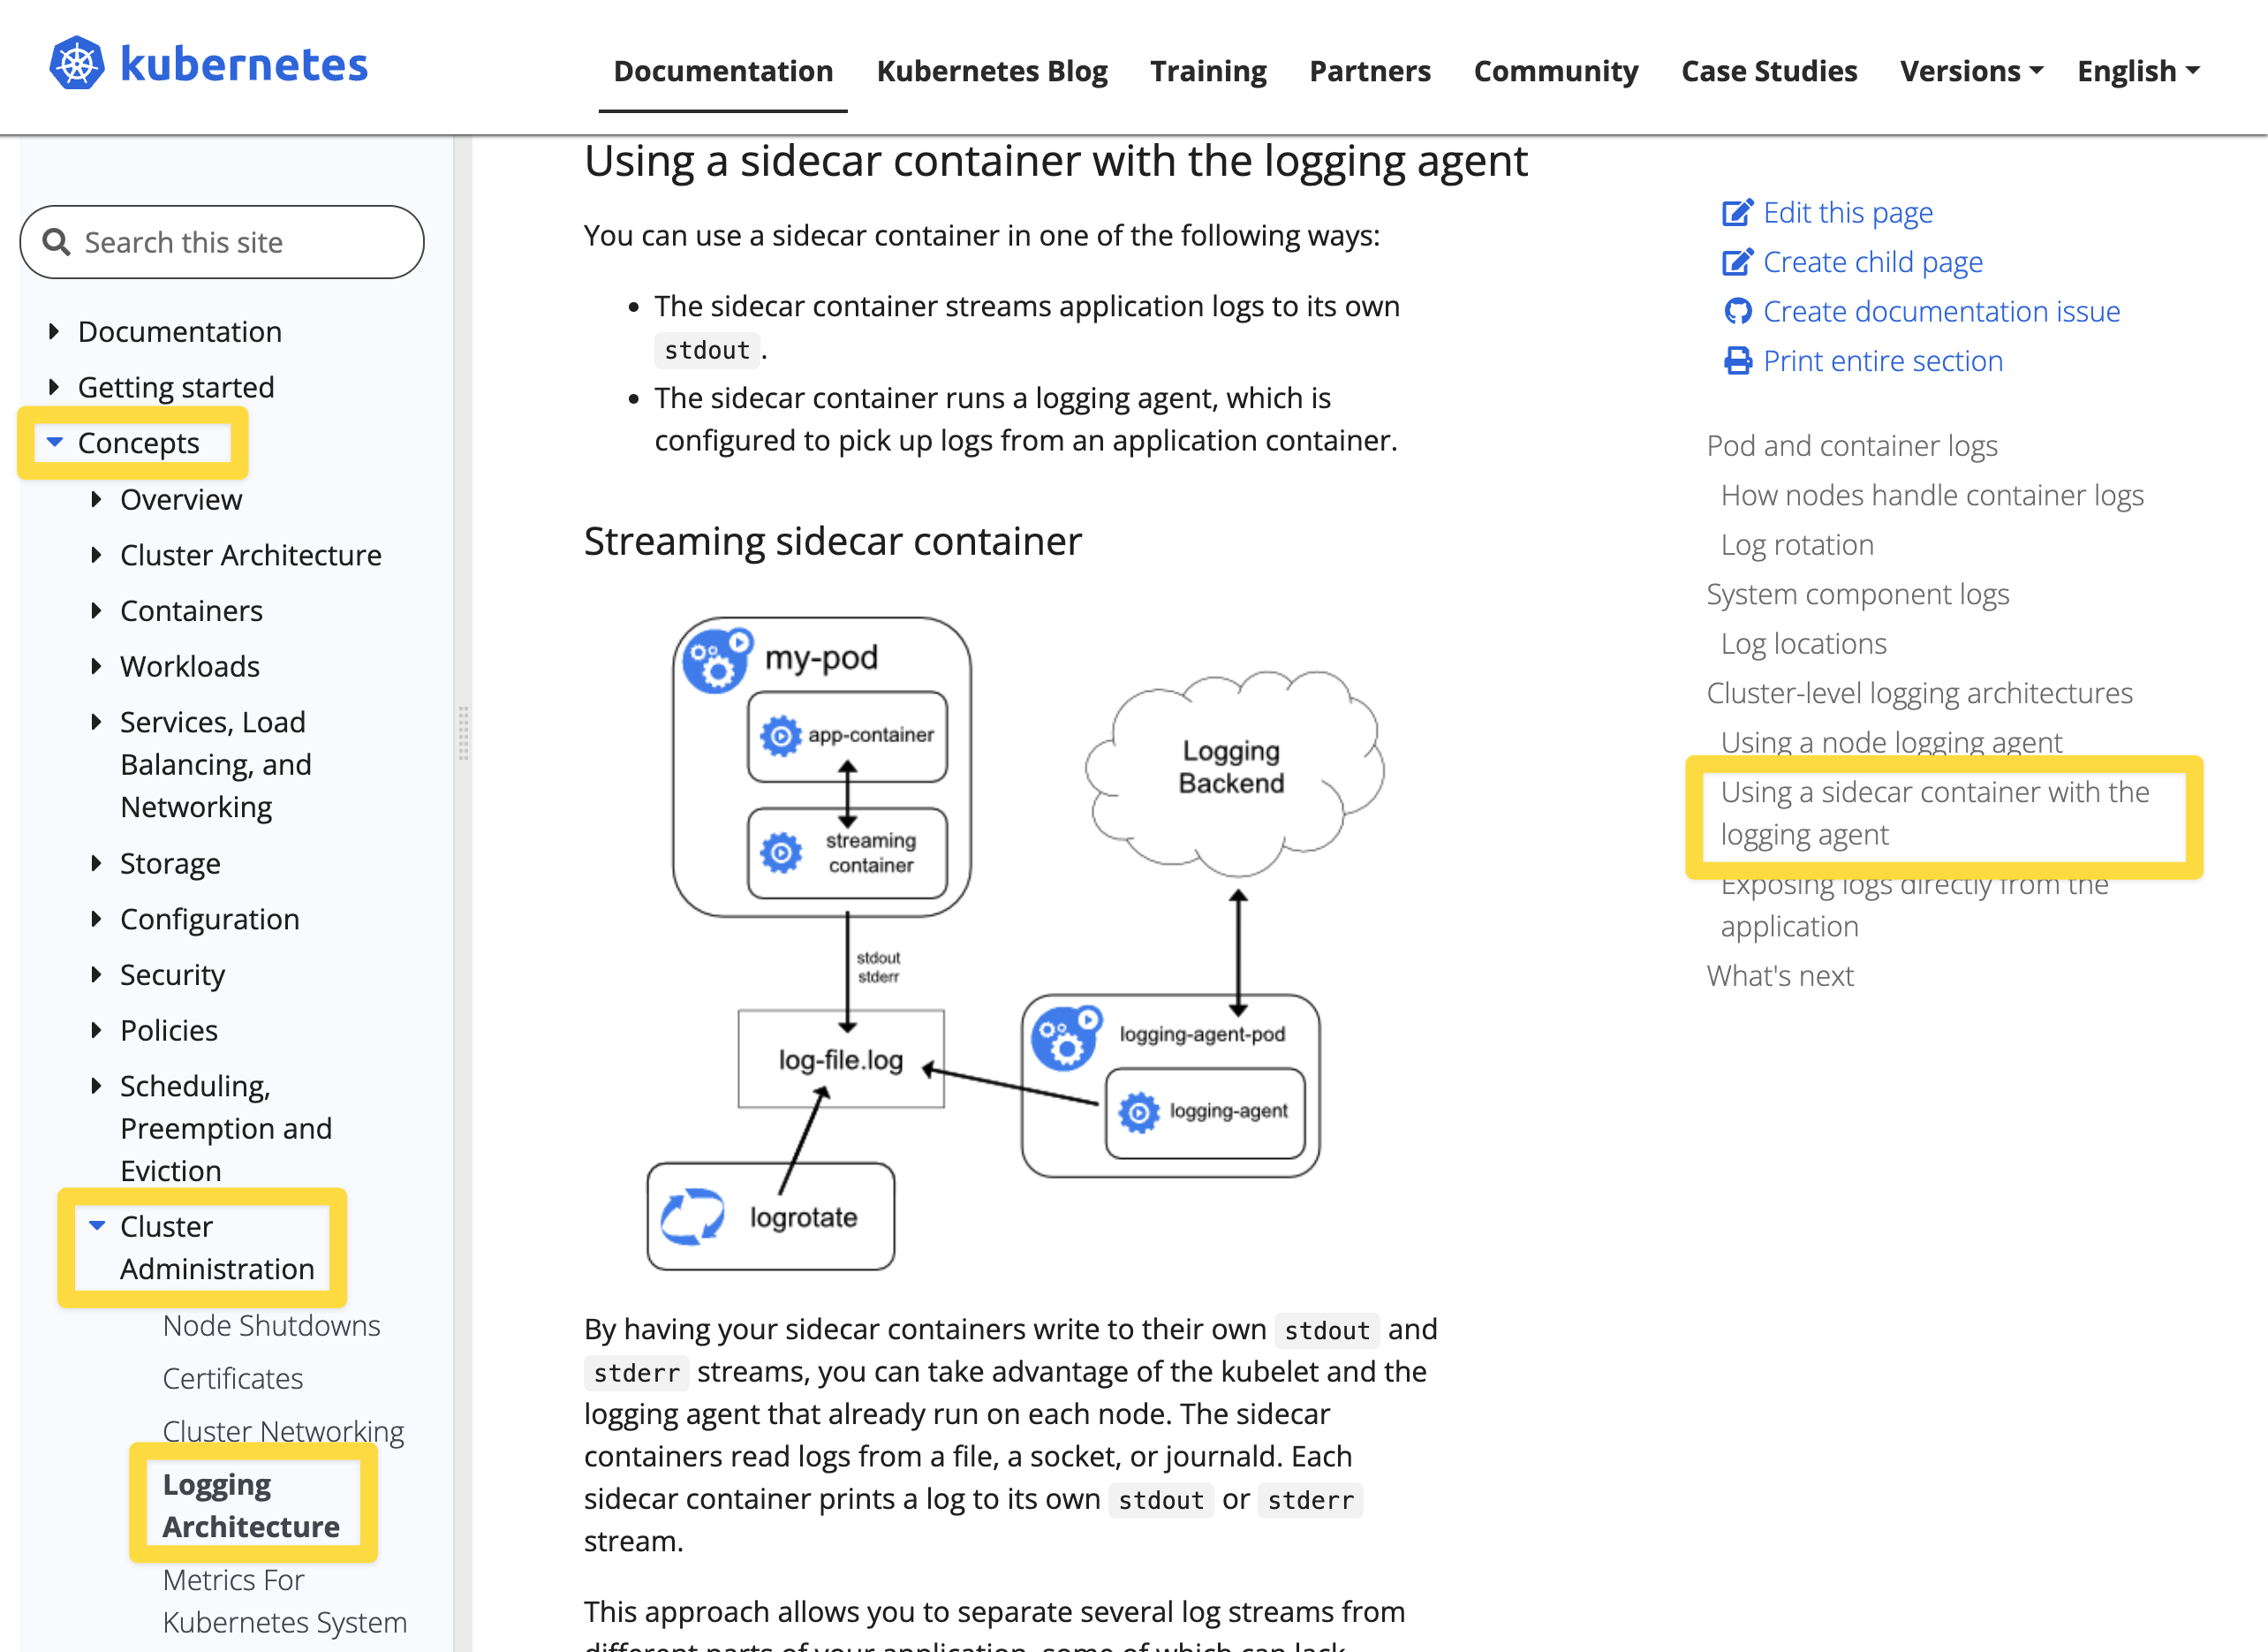 kubernetes
Documentation
Kubernetes Blog
Training
Partners
Community
Case Studies
Versions
English
Search this site
Documentation
Getting started
Concepts
Overview
Cluster Architecture
Containers
Workloads
Services, Load
Balancing, and
Networking
Storage
Configuration
Security
Policies
Scheduling,
Preemption and
Eviction
Cluster
Administration
Node Shutdowns
Certificates
Cluster Networking
Logging
Architecture
Metrics For
Kubernetes System
Using a sidecar container with the logging agent
You can use a sidecar container in one of the following ways:
The sidecar container streams application logs to its own
stdout.
The sidecar container runs a logging agent, which is
configured to pick up logs from an application container.
Streaming sidecar container
my-pod
app-container
streaming
container
Logging
Backend
stdout
stderr
log-file.log
logging-agent-pod
logging-agent
logrotate
By having your sidecar containers write to their own stdout and
stderr streams, you can take advantage of the kubelet and the
logging agent that already run on each node. The sidecar
containers read logs from a file, a socket, or journald. Each
sidecar container prints a log to its own stdout or stderr
stream.
This approach allows you to separate several log streams from
different parts of your application, some of which can lack
Edit this page
Create child page
Create documentation issue
Print entire section
Pod and container logs
How nodes handle container logs
Log rotation
System component logs
Log locations
Cluster-level logging architectures
Using a node logging agent
Using a sidecar container with the
logging agent
Exposing logs directly from the
application
What's next